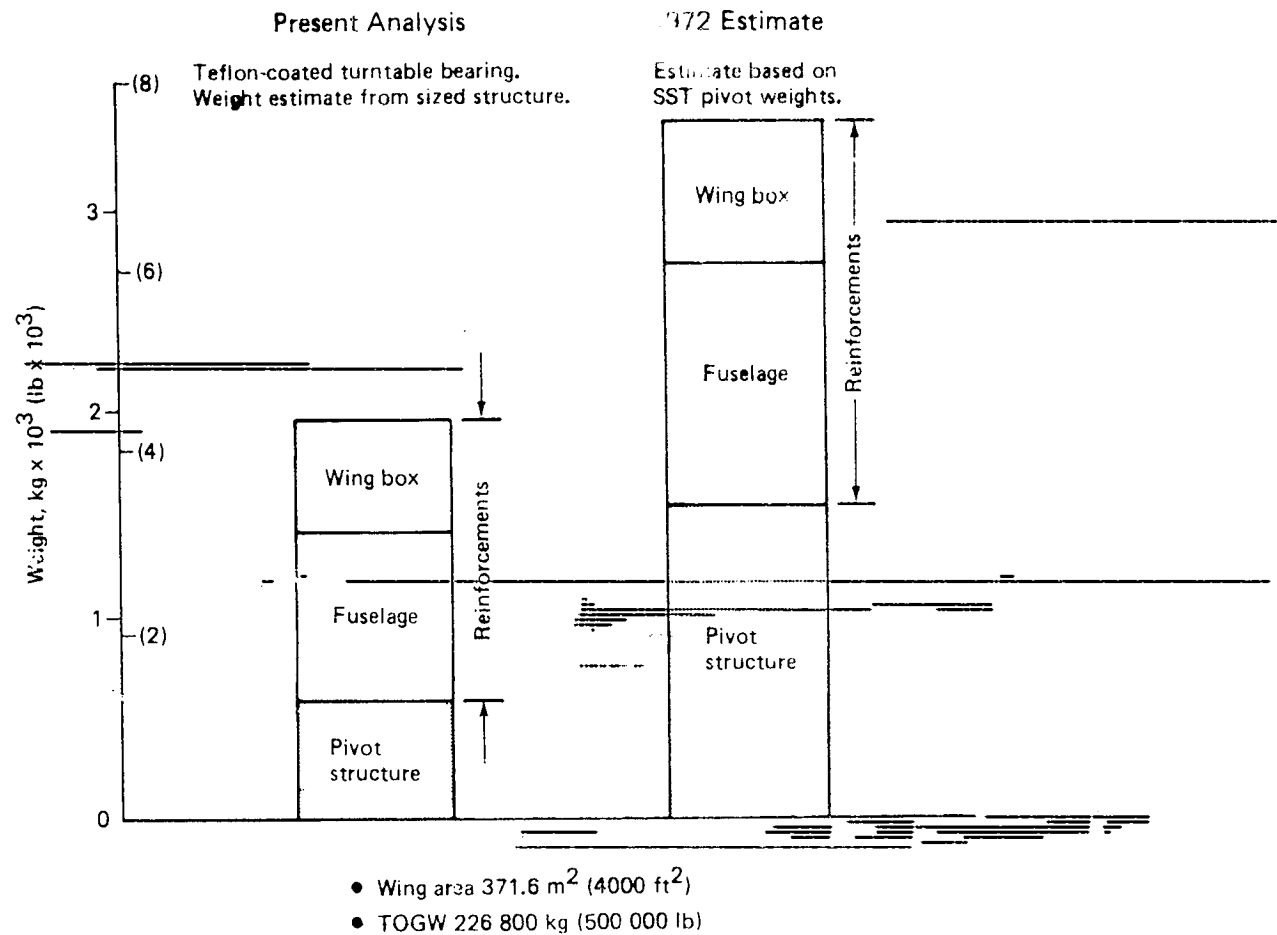 Present Analysis
Teflon-coated turntable bearing.
Weight estimate from sized structure.
972 Estimate
Estimate based on
SST pivot weights.
Weight, kg x 10³ (lb x 10³)
(8)
3
(6)
2
(4)
1
(2)
0
Wing box
Fuselage
Pivot
structure
Reinforcements
Wing box
Fuselage
Pivot
structure
Reinforcements
• Wing area 371.6 m² (4000 ft²)
• TOGW 226 800 kg (500 000 lb)